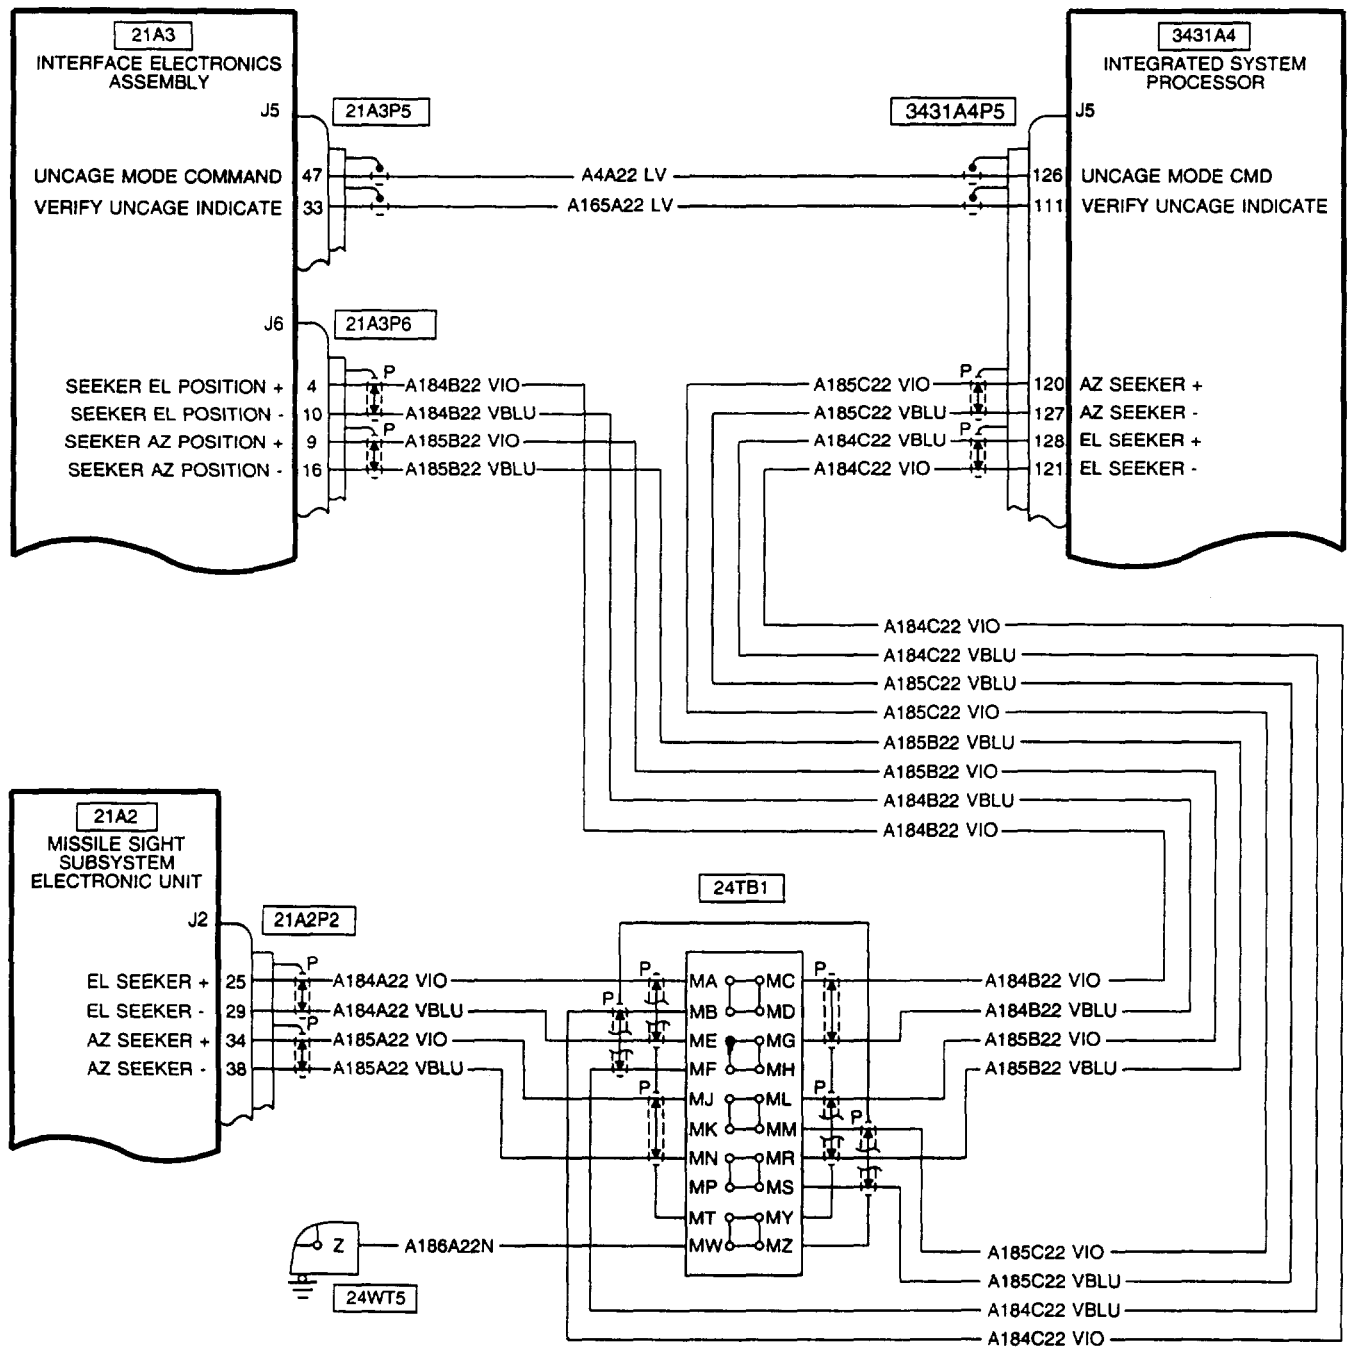 21A3
INTERFACE ELECTRONICS
ASSEMBLY
J5
21A3P5
UNCAGE MODE COMMAND 47
VERIFY UNCAGE INDICATE 33
A4A22 LV
A165A22 LV
3431A4
INTEGRATED SYSTEM
PROCESSOR
3431A4P5
J5
126 UNCAGE MODE CMD
111 VERIFY UNCAGE INDICATE
J6
21A3P6
SEEKER EL POSITION + 4 P A184B22 VIO
SEEKER EL POSITION - 10 A184B22 VBLU
SEEKER AZ POSITION + 9 P A185B22 VIO
SEEKER AZ POSITION - 16 A185B22 VBLU
A185C22 VIO P 120 AZ SEEKER +
A185C22 VBLU 127 AZ SEEKER -
A184C22 VBLU P 128 EL SEEKER +
A184C22 VIO 121 EL SEEKER -
A184C22 VIO
A184C22 VBLU
A185C22 VBLU
A185C22 VIO
A185B22 VBLU
A185B22 VIO
A184B22 VBLU
A184B22 VIO
21A2
MISSILE SIGHT
SUBSYSTEM
ELECTRONIC UNIT
J2
21A2P2
EL SEEKER + 25 P A184A22 VIO
EL SEEKER - 29 A184A22 VBLU
AZ SEEKER + 34 P A185A22 VIO
AZ SEEKER - 38 A185A22 VBLU
24TB1
P MA MC P A184B22 VIO
P MB MD A184B22 VBLU
ME MG A185B22 VIO
MF MH A185B22 VBLU
P MJ ML P
MK MM P
MN MR
MP MS
MT MY
MW MZ
Z A186A22N
24WT5
A185C22 VIO
A185C22 VBLU
A184C22 VBLU
A184C22 VIO